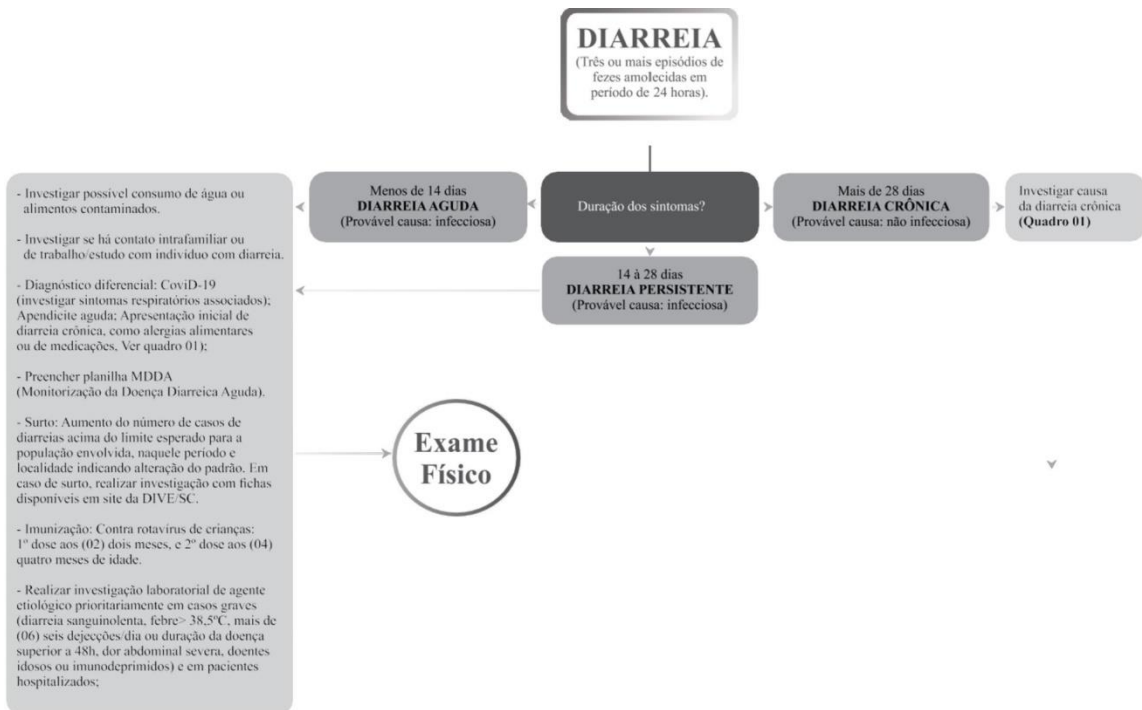 DIARREIA
(Três ou mais episódios de
fezes amolecidas em
período de 24 horas).
Menos de 14 dias
DIARREIA AGUDA
(Provável causa: infecciosa)
Duração dos sintomas?
Mais de 28 dias
DIARREIA CRÔNICA
(Provável causa: não infecciosa)
Investigar causa
da diarreia crônica
(Quadro 01)
14 à 28 dias
DIARREIA PERSISTENTE
(Provável causa: infecciosa)
- Investigar possível consumo de água ou
alimentos contaminados.
- Investigar se há contato intrafamiliar ou
de trabalho/estudo com indivíduo com diarreia.
- Diagnóstico diferencial: CoviD-19
(investigar sintomas respiratórios associados);
Apendicite aguda; Apresentação inicial de
diarreia crônica, como alergias alimentares
ou de medicações, Ver quadro 01);
- Preencher planilha MDDA
(Monitorização da Doença Diarreica Aguda).
- Surto: Aumento do número de casos de
diarreias acima do limite esperado para a
população envolvida, naquele período e
localidade indicando alteração do padrão. Em
caso de surto, realizar investigação com fichas
disponíveis em site da DIVE/SC.
- Imunização: Contra rotavírus de crianças:
1º dose aos (02) dois meses, e 2º dose aos (04)
quatro meses de idade.
- Realizar investigação laboratorial de agente
etiológico prioritariamente em casos graves
(diarreia sanguinolenta, febre> 38,5ºC, mais de
(06) seis dejecções/dia ou duração da doença
superior a 48h, dor abdominal severa, doentes
idosos ou imunodeprimidos) e em pacientes
hospitalizados;
Exame
Físico